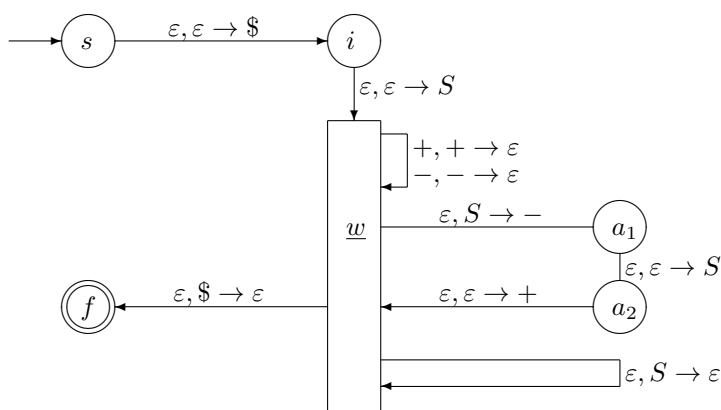 s
ε, ε → $
i
ε, ε → S
+, + → ε
−, − → ε
w
ε, S → −
a₁
ε, ε → S
f
ε, $ → ε
ε, ε → +
a₂
ε, S → ε